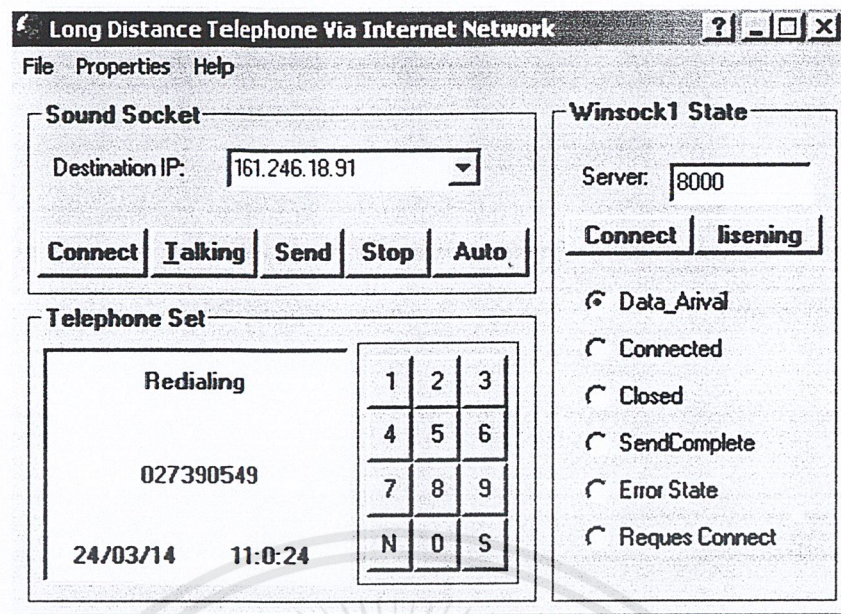 Long Distance Telephone Via Internet Network
File Properties Help
Sound Socket
Destination IP: 161.246.18.91
Connect Talking Send Stop Auto
Telephone Set
Redialing
027390549
24/03/14 11:0:24
1 2 3
4 5 6
7 8 9
N 0 S
Winsock1 State
Server: 8000
Connect lisening
Data_Arival
Connected
Closed
SendComplete
Error State
Reques Connect